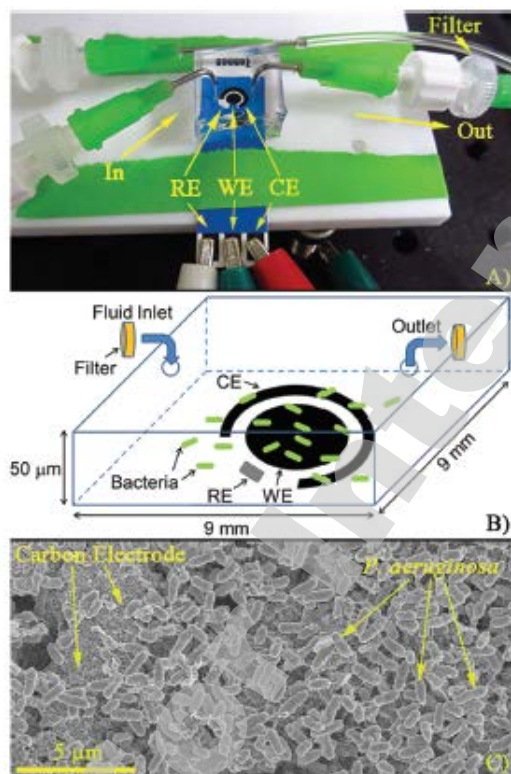 Filter
In
Out
RE WE CE
A)
Fluid Inlet
Outlet
Filter
CE
50 μm
Bacteria
RE
WE
9 mm
9 mm
B)
Carbon Electrode
P. aeruginosa
5 μm
C)